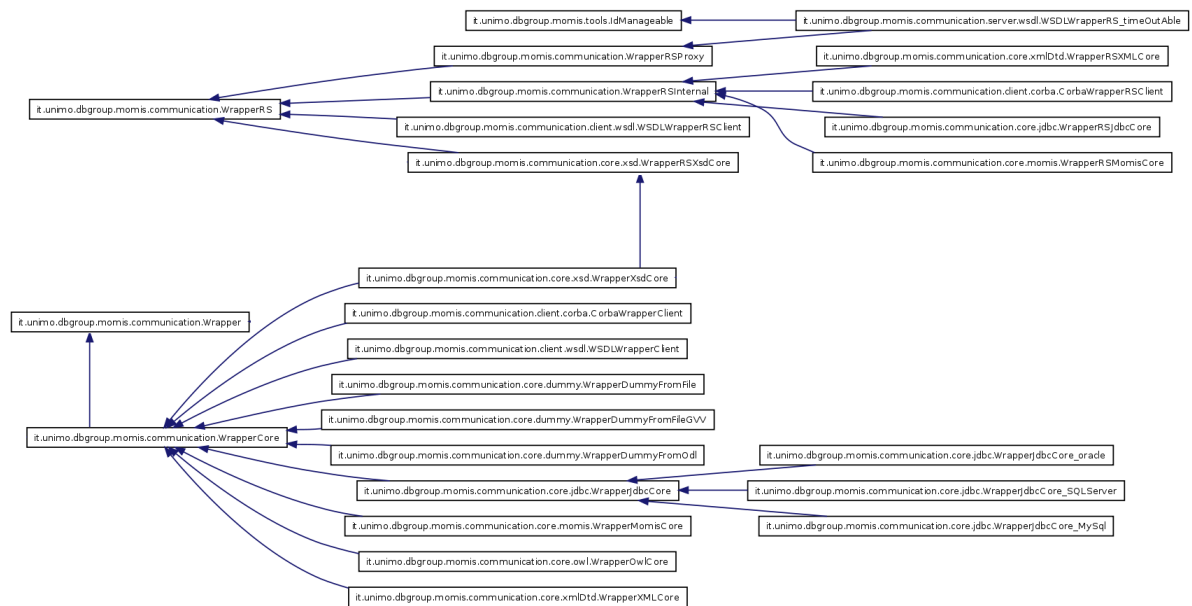 it.unimo.dbgroup.momis.tools.IdManageable
it.unimo.dbgroup.momis.communication.server.wsdl.WSDLWrapperRS_timeOutAble
it.unimo.dbgroup.momis.communication.WrapperRSProxy
it.unimo.dbgroup.momis.communication.core.xmlDtd.WrapperRSXMLCore
it.unimo.dbgroup.momis.communication.WrapperRSInternal
it.unimo.dbgroup.momis.communication.client.corba.CorbaWrapperRSClient
it.unimo.dbgroup.momis.communication.WrapperRS
it.unimo.dbgroup.momis.communication.client.wsdl.WSDLWrapperRSClient
it.unimo.dbgroup.momis.communication.core.jdbc.WrapperRSJdbcCore
it.unimo.dbgroup.momis.communication.core.xsd.WrapperRSXsdCore
it.unimo.dbgroup.momis.communication.core.momis.WrapperRSMomisCore
it.unimo.dbgroup.momis.communication.core.xsd.WrapperXsdCore
it.unimo.dbgroup.momis.communication.client.corba.CorbaWrapperClient
it.unimo.dbgroup.momis.communication.Wrapper
it.unimo.dbgroup.momis.communication.client.wsdl.WSDLWrapperClient
it.unimo.dbgroup.momis.communication.core.dummy.WrapperDummyFromFile
it.unimo.dbgroup.momis.communication.core.dummy.WrapperDummyFromFileGVV
it.unimo.dbgroup.momis.communication.WrapperCore
it.unimo.dbgroup.momis.communication.core.dummy.WrapperDummyFromOdl
it.unimo.dbgroup.momis.communication.core.jdbc.WrapperJdbcCore_oracle
it.unimo.dbgroup.momis.communication.core.jdbc.WrapperJdbcCore
it.unimo.dbgroup.momis.communication.core.jdbc.WrapperJdbcCore_SQLServer
it.unimo.dbgroup.momis.communication.core.momis.WrapperMomisCore
it.unimo.dbgroup.momis.communication.core.jdbc.WrapperJdbcCore_MySql
it.unimo.dbgroup.momis.communication.core.owl.WrapperOwlCore
it.unimo.dbgroup.momis.communication.core.xmlDtd.WrapperXMLCore